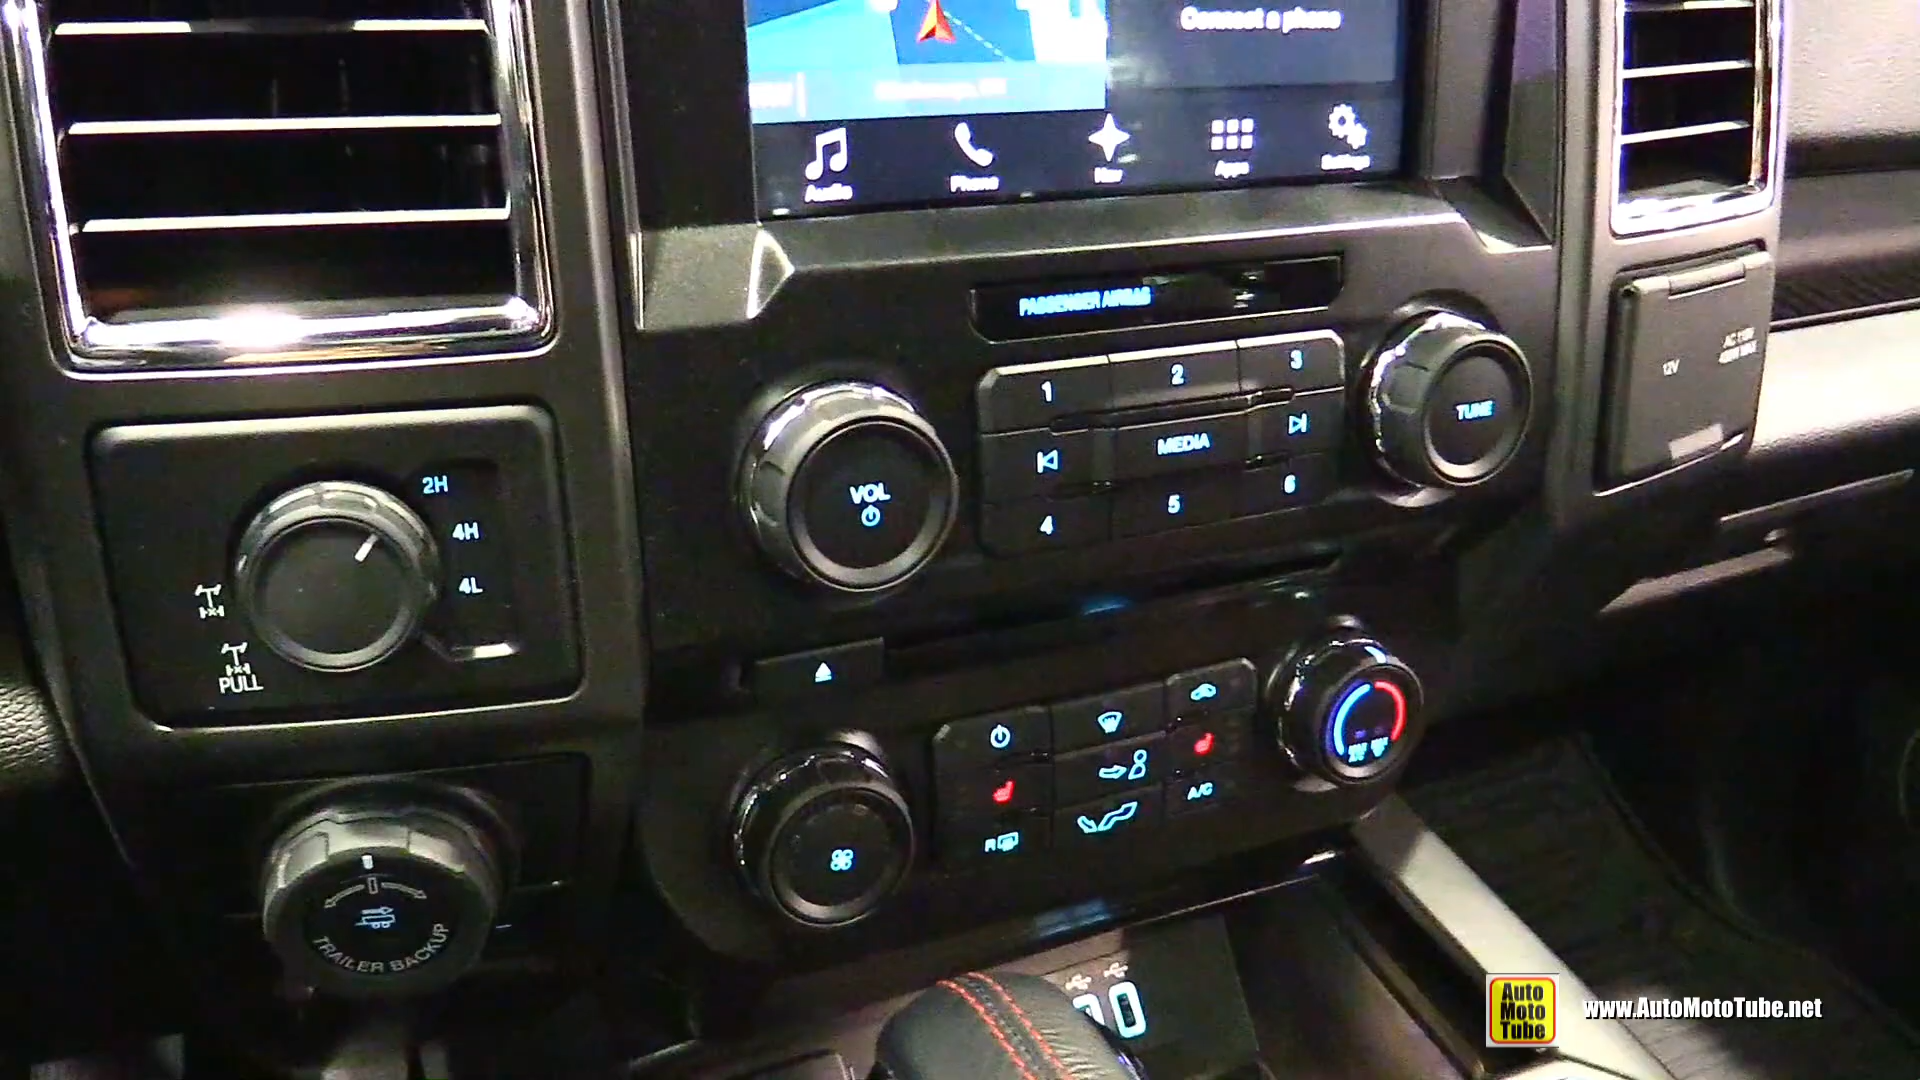 Connect a phone
Audio
Phone
Nav
Apps
Settings
PASSENGER AIRBAG
1
2
3
MEDIA
4
5
6
VOL
TUNE
12V
2H
4H
4L
PULL
A/C
R
TRAILER BACKUP
Auto
Moto
Tube
www.AutoMotoTube.net